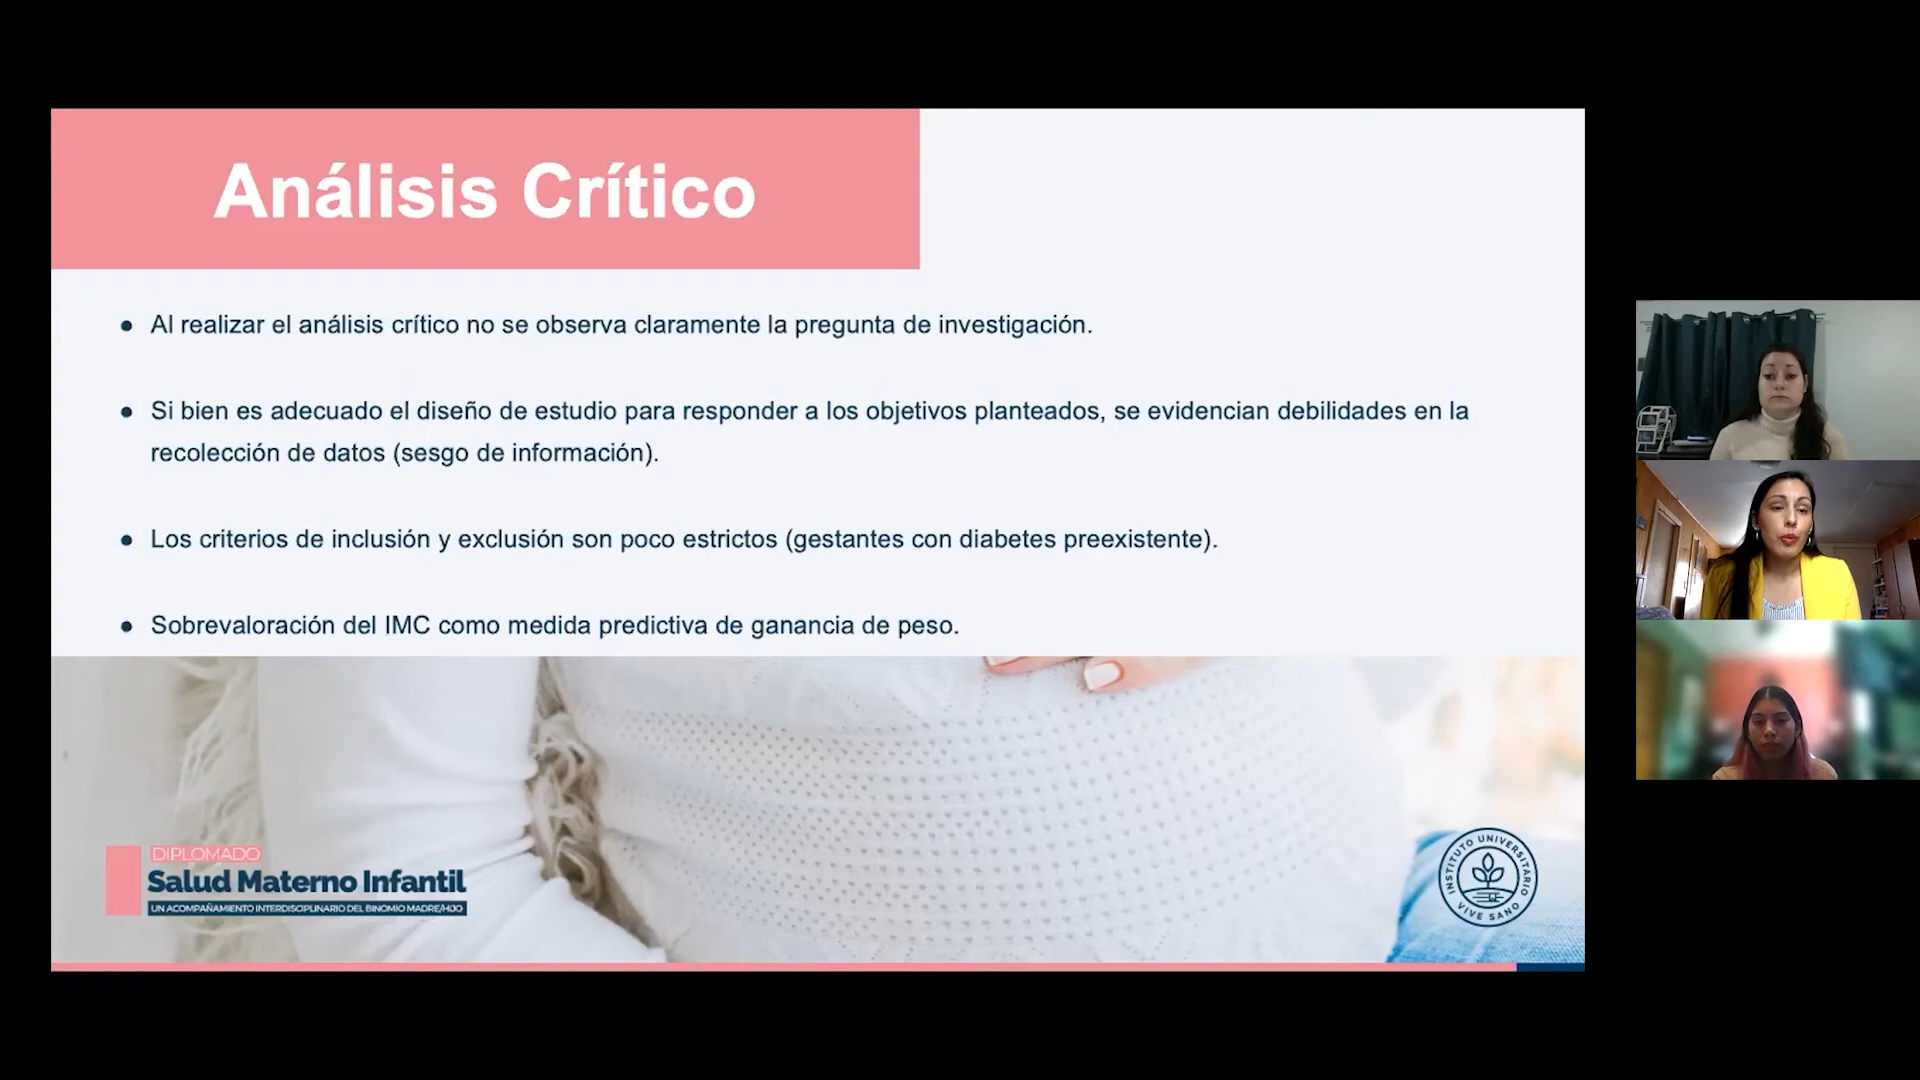 Análisis Crítico
● Al realizar el análisis crítico no se observa claramente la pregunta de investigación.
● Si bien es adecuado el diseño de estudio para responder a los objetivos planteados, se evidencian debilidades en la
recolección de datos (sesgo de información).
● Los criterios de inclusión y exclusión son poco estrictos (gestantes con diabetes preexistente).
● Sobrevaloración del IMC como medida predictiva de ganancia de peso.
DIPLOMADO
Salud Materno Infantil
UN ACOMPAÑAMIENTO INTERDISCIPLINARIO DEL BINOMIO MADRE/HIJO
INSTITUTO UNIVERSITARIO
VIVE SANO